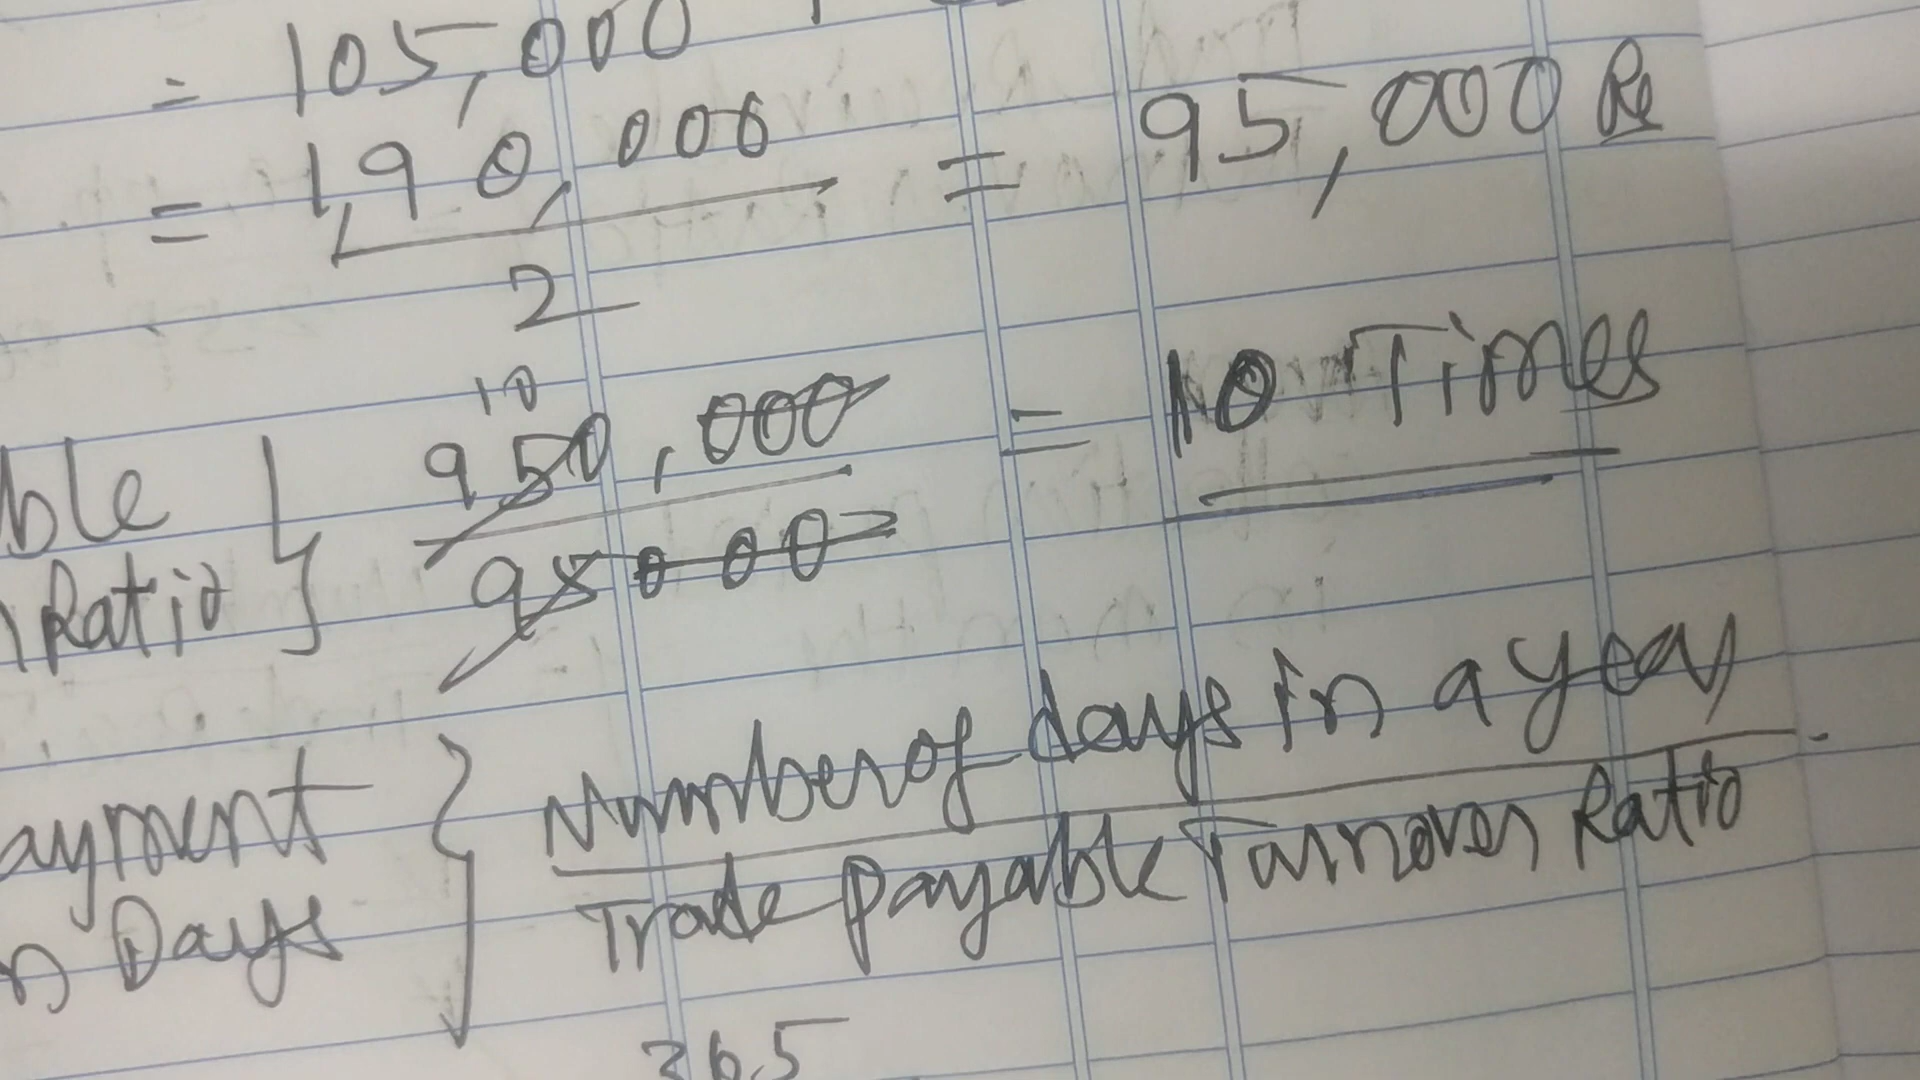 = 105,000
= 1,90,000 = 95,000 Rs
2
10
950,000 = 10 Times
95000
ble
Ratio
Number of days in a year
ayment
Trade Payable Turnover Ratio
n Days
365